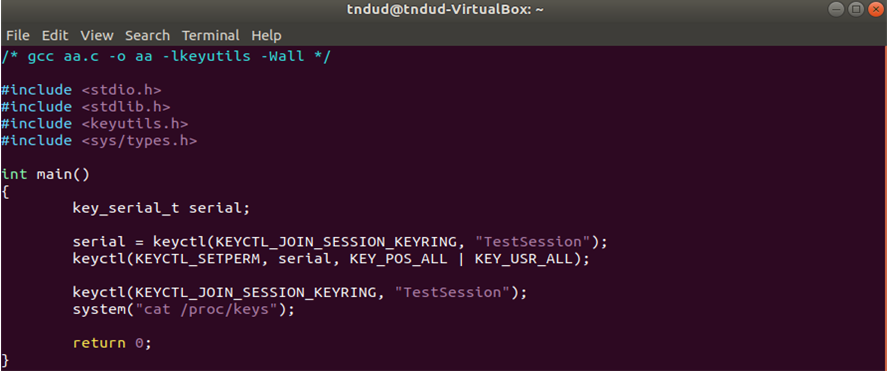 tndud@tndud-VirtualBox: ~
File Edit View Search Terminal Help
/* gcc aa.c -o aa -lkeyutils -Wall */
#include <stdio.h>
#include <stdlib.h>
#include <keyutils.h>
#include <sys/types.h>
int main()
{
        key_serial_t serial;
        serial = keyctl(KEYCTL_JOIN_SESSION_KEYRING, "TestSession");
        keyctl(KEYCTL_SETPERM, serial, KEY_POS_ALL | KEY_USR_ALL);
        keyctl(KEYCTL_JOIN_SESSION_KEYRING, "TestSession");
        system("cat /proc/keys");
        return 0;
}